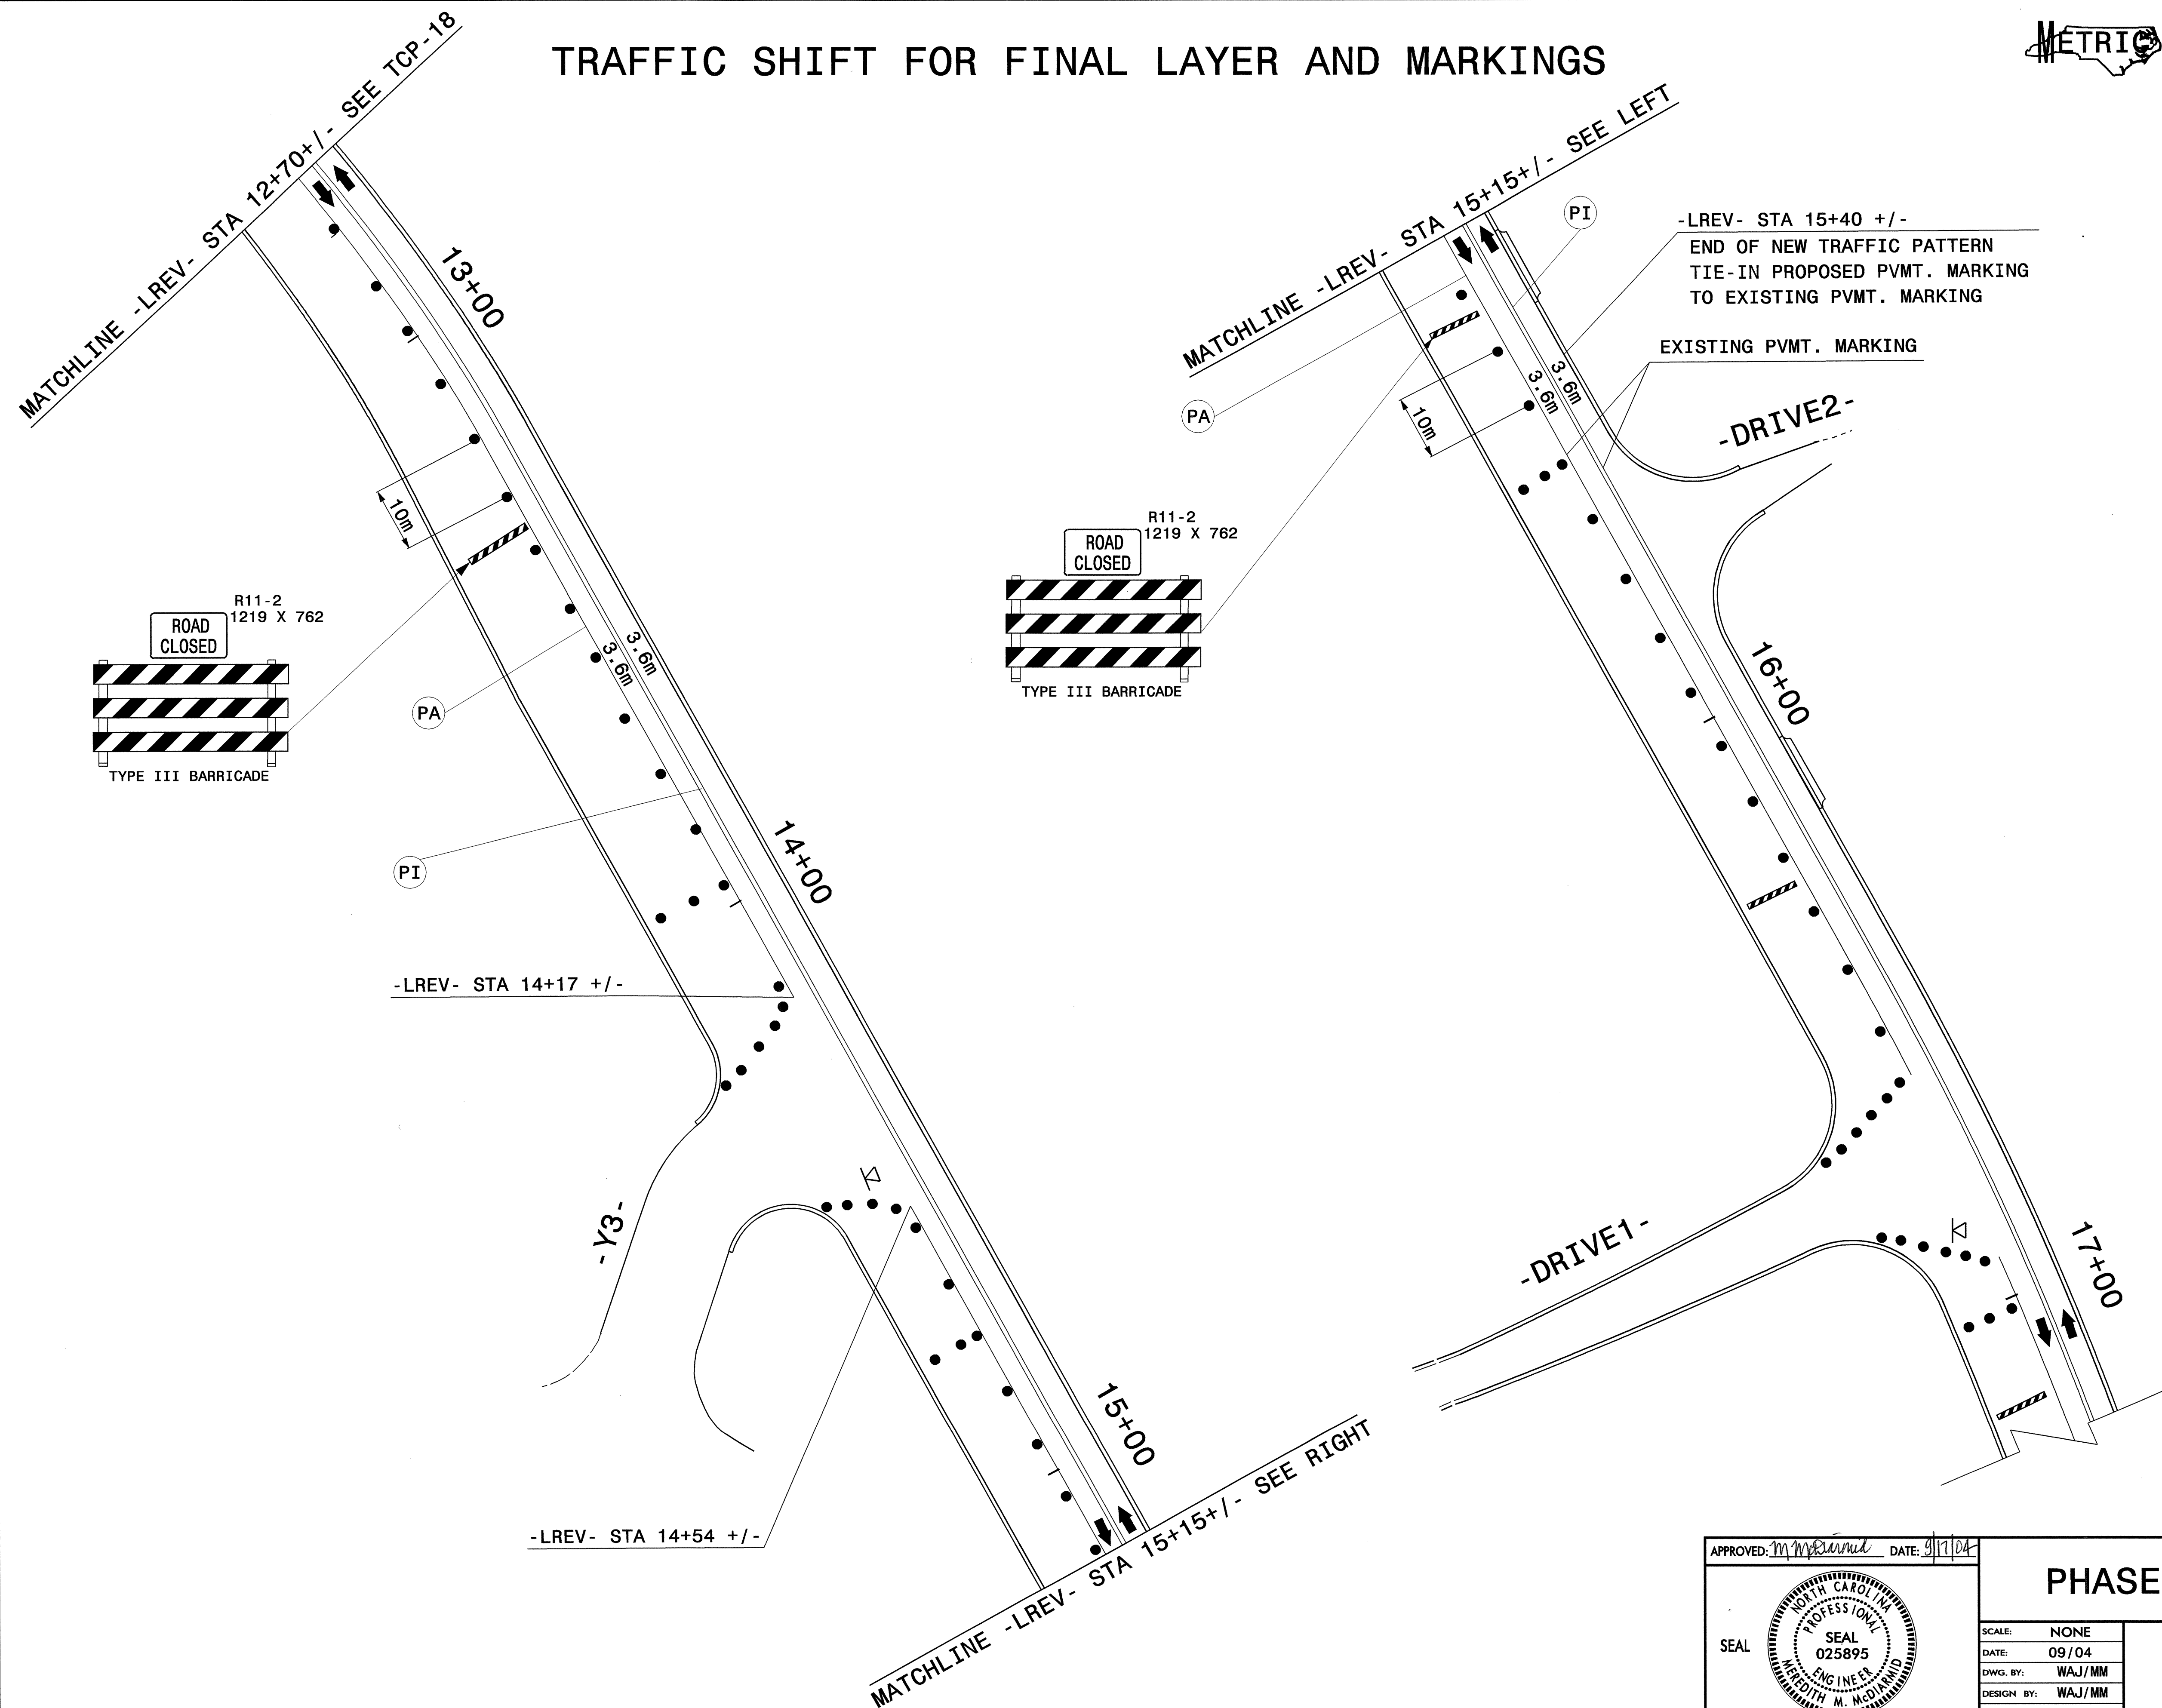 TRAFFIC SHIFT FOR FINAL LAYER AND MARKINGS
METRIC
MATCHLINE -LREV- STA 12+70+/- SEE TCP-18
13+00
10m
R11-2
1219 X 762
ROAD
CLOSED
TYPE III BARRICADE
3.6m
3.6m
PA
PI
14+00
-LREV- STA 14+17 +/-
-Y3-
15+00
-LREV- STA 14+54 +/-
MATCHLINE -LREV- STA 15+15+/- SEE RIGHT
MATCHLINE -LREV- STA 15+15+/- SEE LEFT
PI
-LREV- STA 15+40 +/-
END OF NEW TRAFFIC PATTERN
TIE-IN PROPOSED PVMT. MARKING
TO EXISTING PVMT. MARKING
EXISTING PVMT. MARKING
3.6m
3.6m
PA
10m
-DRIVE2-
R11-2
1219 X 762
ROAD
CLOSED
TYPE III BARRICADE
16+00
-DRIVE1-
17+00
APPROVED: M McDiarmid DATE: 9/17/04
PHASE
SEAL
NORTH CAROLINA
PROFESSIONAL
SEAL
025895
ENGINEER
MEREDITH M. McDIARMID
SCALE: NONE
DATE: 09/04
DWG. BY: WAJ/MM
DESIGN BY: WAJ/MM